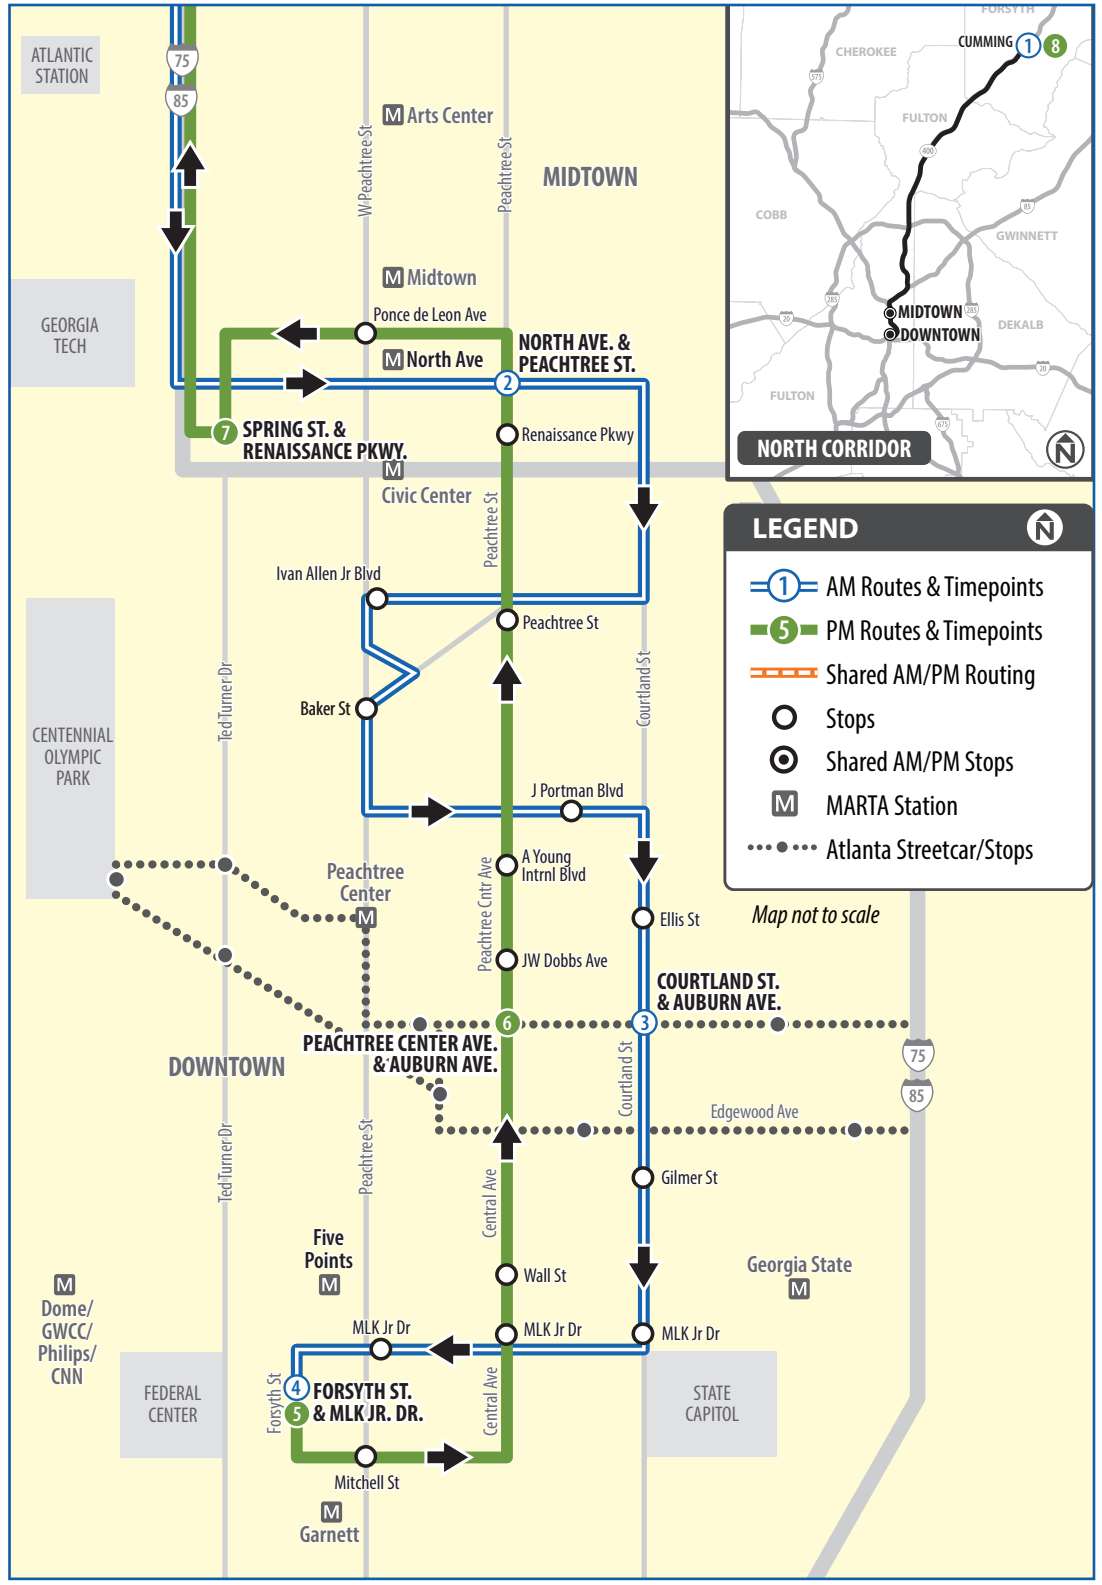 ATLANTIC
STATION
75
85
M Arts Center
W Peachtree St
Peachtree St
MIDTOWN
FORSYTH
CUMMING 1 8
CHEROKEE
575
FULTON
400
85
COBB
GWINNETT
285
20
MIDTOWN
285
DOWNTOWN
DEKALB
20
FULTON
675
NORTH CORRIDOR
N
GEORGIA
TECH
M Midtown
Ponce de Leon Ave
M North Ave
NORTH AVE. &
PEACHTREE ST.
2
7
SPRING ST. &
RENAISSANCE PKWY.
Renaissance Pkwy
M
Civic Center
Peachtree St
LEGEND
N
1 AM Routes & Timepoints
5 PM Routes & Timepoints
Shared AM/PM Routing
Stops
Shared AM/PM Stops
M MARTA Station
Atlanta Streetcar/Stops
Map not to scale
Ivan Allen Jr Blvd
Peachtree St
Ted Turner Dr
Courtland St
Baker St
CENTENNIAL
OLYMPIC
PARK
J Portman Blvd
A Young
Intrnl Blvd
Peachtree
Center
M
Peachtree Cntr Ave
Ellis St
JW Dobbs Ave
COURTLAND ST.
& AUBURN AVE.
6
3
PEACHTREE CENTER AVE.
& AUBURN AVE.
DOWNTOWN
Courtland St
75
85
Edgewood Ave
Ted Turner Dr
Peachtree St
Central Ave
Gilmer St
Five
Points
M
Georgia State
M
Wall St
M
Dome/
GWCC/
Philips/
CNN
MLK Jr Dr
MLK Jr Dr
MLK Jr Dr
FEDERAL
CENTER
Forsyth St
4
5
FORSYTH ST.
& MLK JR. DR.
Central Ave
STATE
CAPITOL
Mitchell St
M
Garnett